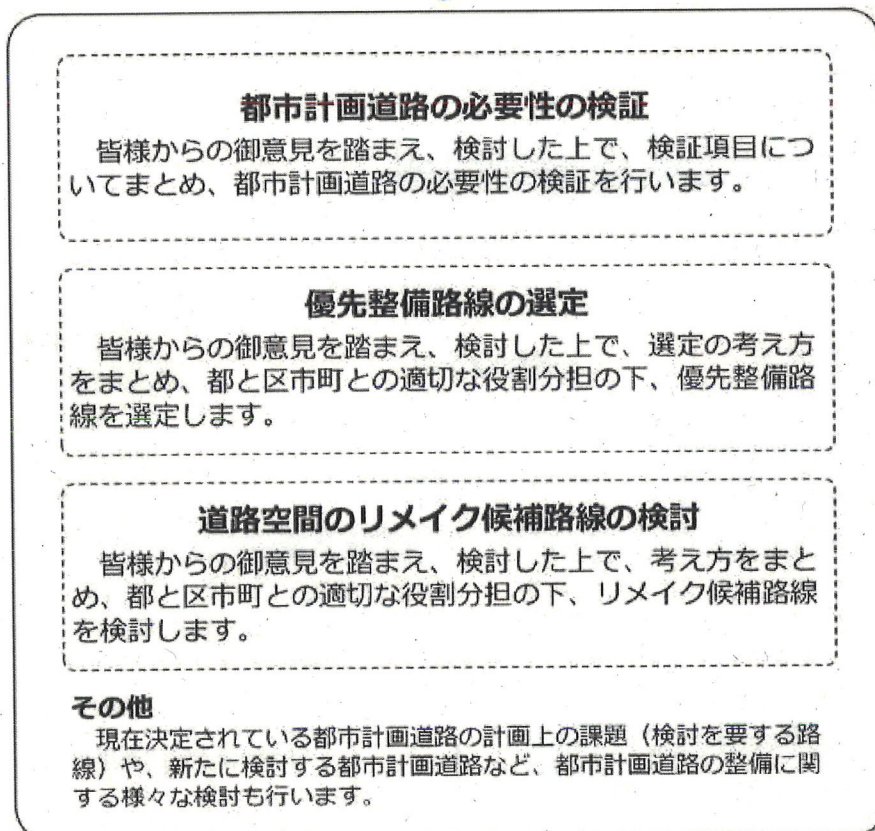 都市計画道路の必要性の検証
皆様からの御意見を踏まえ、検討した上で、検証項目につ
いてまとめ、都市計画道路の必要性の検証を行います。
優先整備路線の選定
皆様からの御意見を踏まえ、検討した上で、選定の考え方
をまとめ、都と区市町との適切な役割分担の下、優先整備路
線を選定します。
道路空間のリメイク候補路線の検討
皆様からの御意見を踏まえ、検討した上で、考え方をまと
め、都と区市町との適切な役割分担の下、リメイク候補路線
を検討します。
その他
現在決定されている都市計画道路の計画上の課題（検討を要する路
線）や、新たに検討する都市計画道路など、都市計画道路の整備に関
する様々な検討も行います。